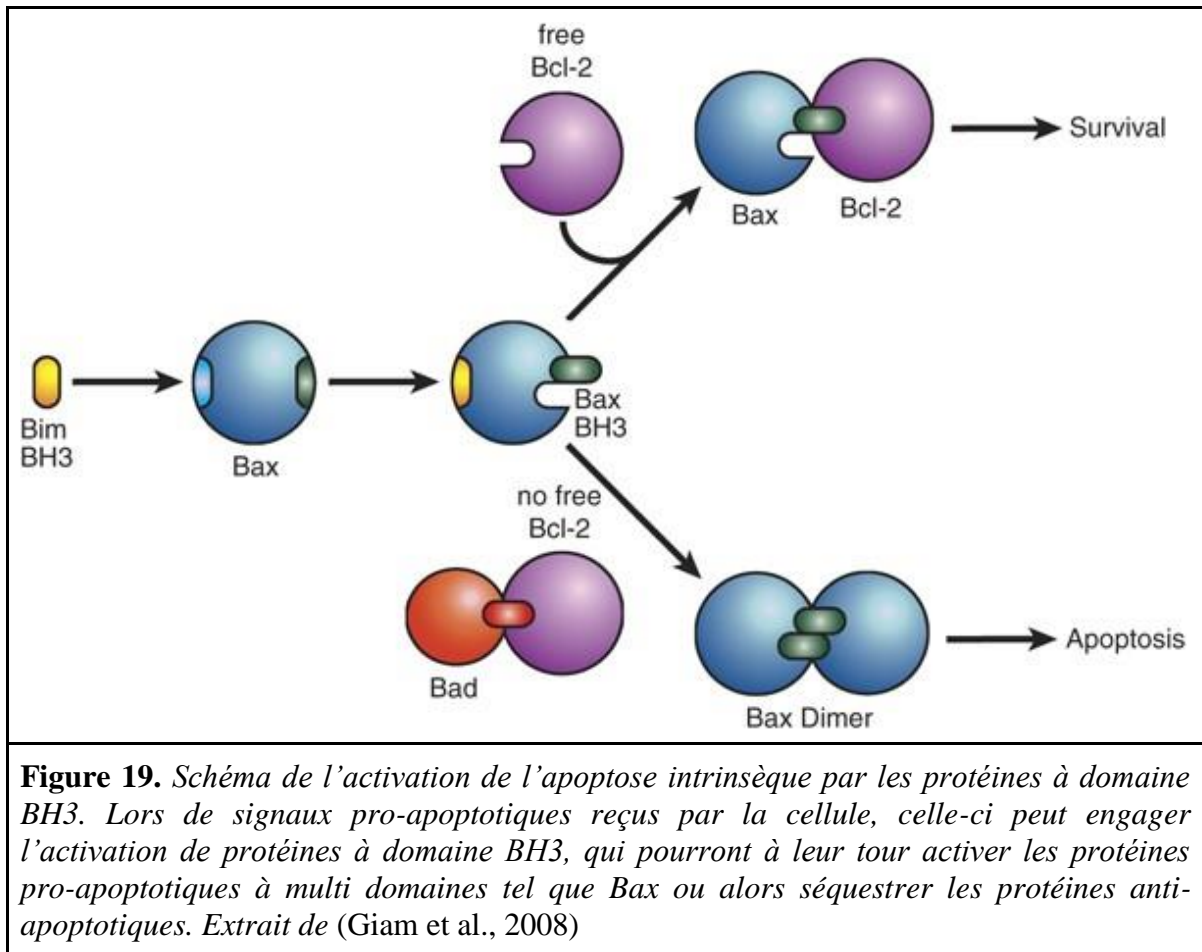 free
Bcl-2
Survival
Bax
Bcl-2
Bim
BH3
Bax
Bax
BH3
no free
Bcl-2
Bad
Bax Dimer
Apoptosis
Figure 19. Schéma de l’activation de l’apoptose intrinsèque par les protéines à domaine
BH3. Lors de signaux pro-apoptotiques reçus par la cellule, celle-ci peut engager
l’activation de protéines à domaine BH3, qui pourront à leur tour activer les protéines
pro-apoptotiques à multi domaines tel que Bax ou alors séquestrer les protéines anti-
apoptotiques. Extrait de (Giam et al., 2008)